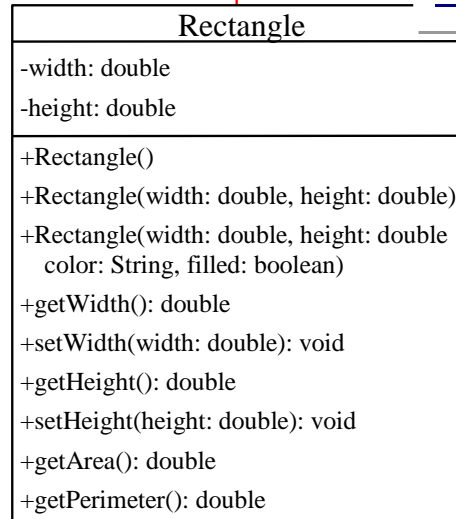 Rectangle
-width: double
-height: double
+Rectangle()
+Rectangle(width: double, height: double)
+Rectangle(width: double, height: double
color: String, filled: boolean)
+getWidth(): double
+setWidth(width: double): void
+getHeight(): double
+setHeight(height: double): void
+getArea(): double
+getPerimeter(): double